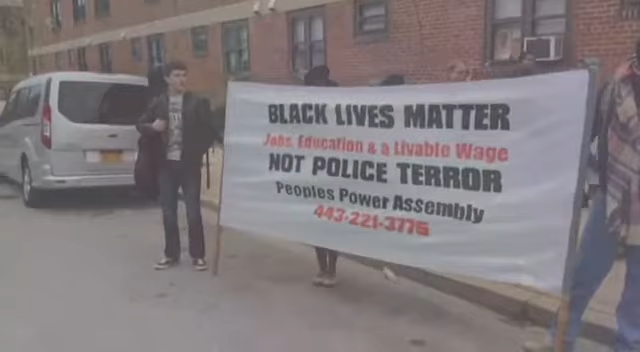 BLACK LIVES MATTER
Jobs, Education & a Livable Wage
NOT POLICE TERROR
Peoples Power Assembly
443-221-3775